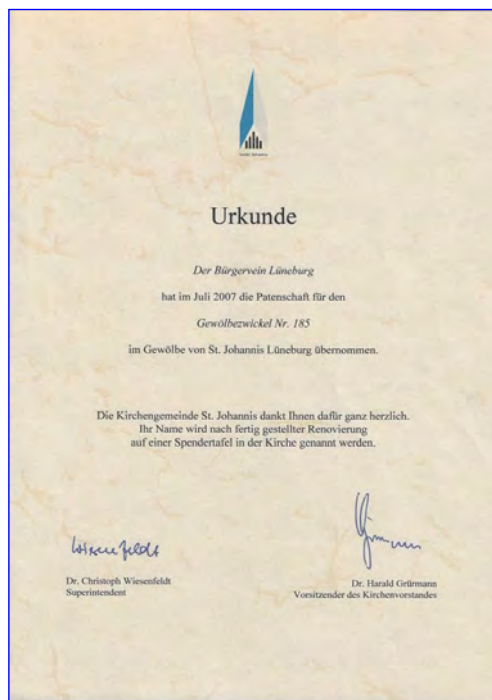 Urkunde
Der Bürgervein Lüneburg
hat im Juli 2007 die Patenschaft für den
Gewölbezwickel Nr. 185
im Gewölbe von St. Johannis Lüneburg übernommen.
Die Kirchengemeinde St. Johannis dankt Ihnen dafür ganz herzlich.
Ihr Name wird nach fertig gestellter Renovierung
auf einer Spendertafel in der Kirche genannt werden.
Wiesenfeldt
Dr. Christoph Wiesenfeldt
Superintendent
Grürmann
Dr. Harald Grürmann
Vorsitzender des Kirchenvorstandes